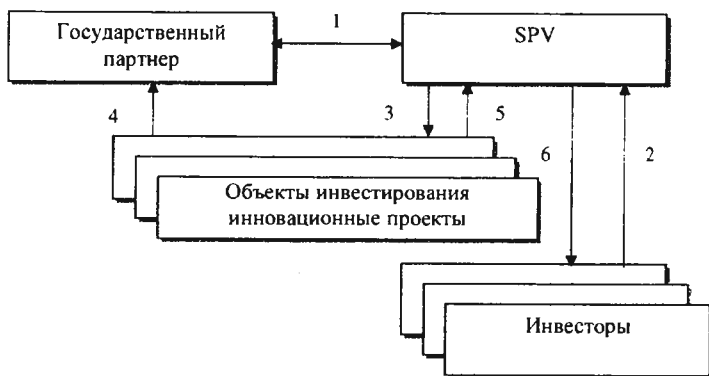 Государственный
партнер
1
SPV
4
3
5
6
2
Объекты инвестирования
инновационные проекты
Инвесторы